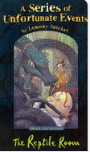 A Series of
Unfortunate Events
by Lemony Snicket
The Reptile Room